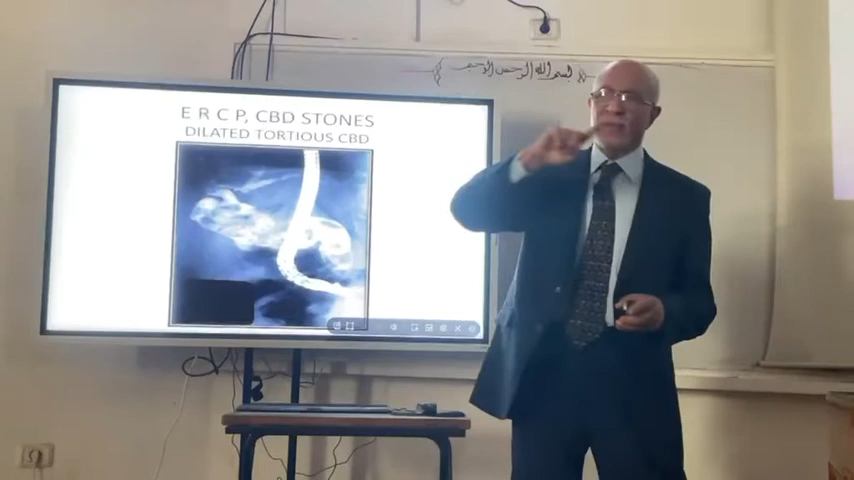 بسم الله الرحمن الرحيم
E R C P, CBD STONES
DILATED TORTIOUS CBD